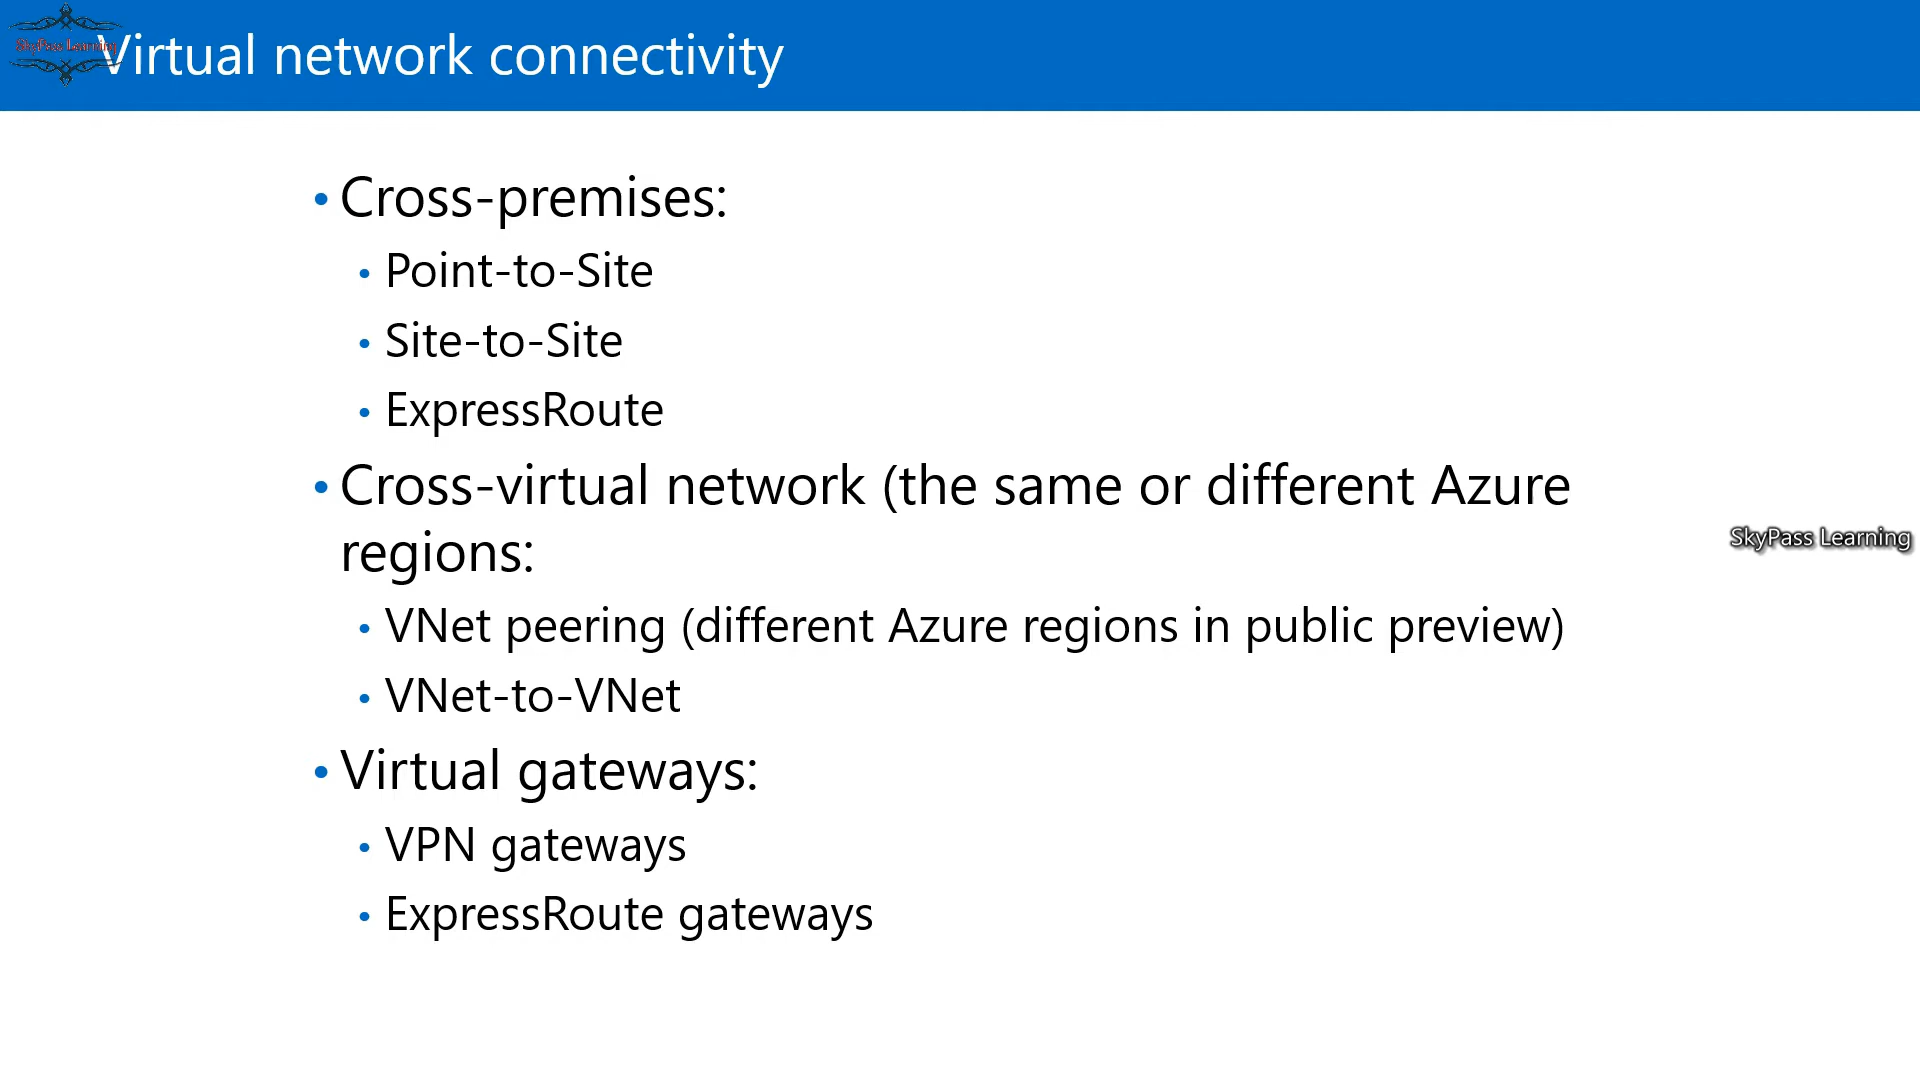 SkyPass Learning
Virtual network connectivity
• Cross-premises:
• Point-to-Site
• Site-to-Site
• ExpressRoute
• Cross-virtual network (the same or different Azure
regions:
• VNet peering (different Azure regions in public preview)
• VNet-to-VNet
• Virtual gateways:
• VPN gateways
• ExpressRoute gateways
SkyPass Learning